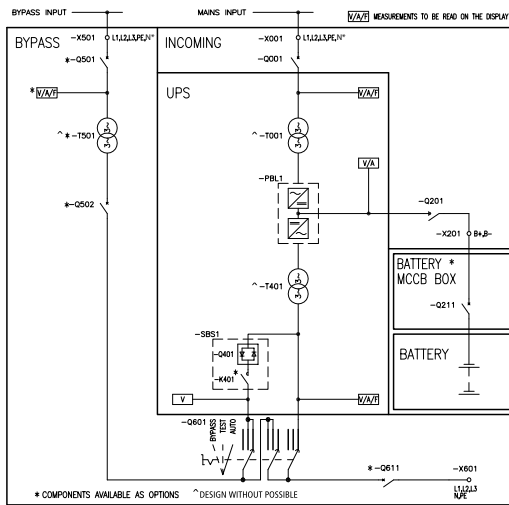 BYPASS INPUT
MAINS INPUT
V/A/F MEASUREMENTS TO BE READ ON THE DISPLAY
BYPASS
-X501 L1,L2,L3,PE,N*
INCOMING
-X001 L1,L2,L3,PE,N*
*-Q501
-Q001
* V/A/F
UPS
V/A/F
^ *-T501
^ -T001
V/A
-PBL1
*-Q502
-Q201
-X201 B+,B-
BATTERY *
MCCB BOX
^ -T401
-Q211
-SBS1
-Q401
BATTERY
*
-K401
V
V/A/F
-Q601
BYPASS
TEST
AUTO
*-Q611
-X601
L1,L2,L3
N,PE
* COMPONENTS AVAILABLE AS OPTIONS ^ DESIGN WITHOUT POSSIBLE